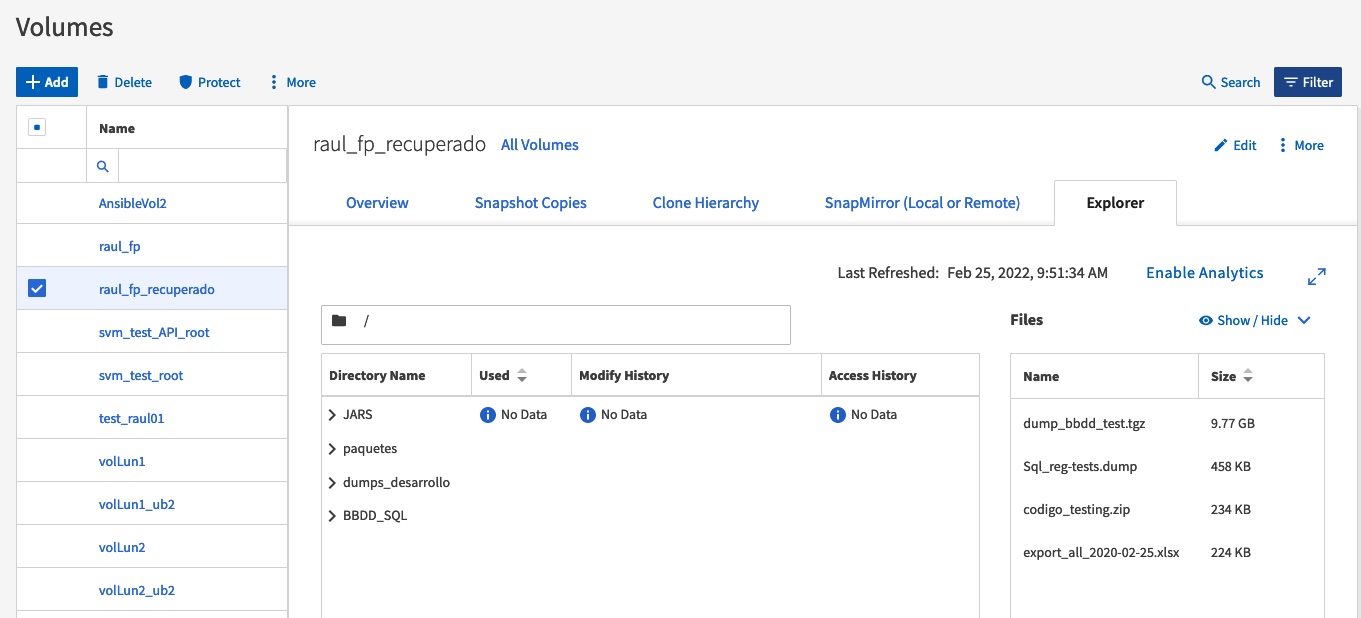 Volumes
Add Delete Protect More Search Filter
Name
AnsibleVol2
raul_fp
raul_fp_recuperado
svm_test_API_root
svm_test_root
test_raul01
volLun1
volLun1_ub2
volLun2
volLun2_ub2
raul_fp_recuperado All Volumes Edit More
Overview Snapshot Copies Clone Hierarchy SnapMirror (Local or Remote) Explorer
Last Refreshed: Feb 25, 2022, 9:51:34 AM Enable Analytics
/
Directory Name Used Modify History Access History
JARS No Data No Data No Data
paquetes
dumps_desarrollo
BBDD_SQL
Files Show / Hide
Name Size
dump_bbdd_test.tgz 9.77 GB
Sql_reg-tests.dump 458 KB
codigo_testing.zip 234 KB
export_all_2020-02-25.xlsx 224 KB